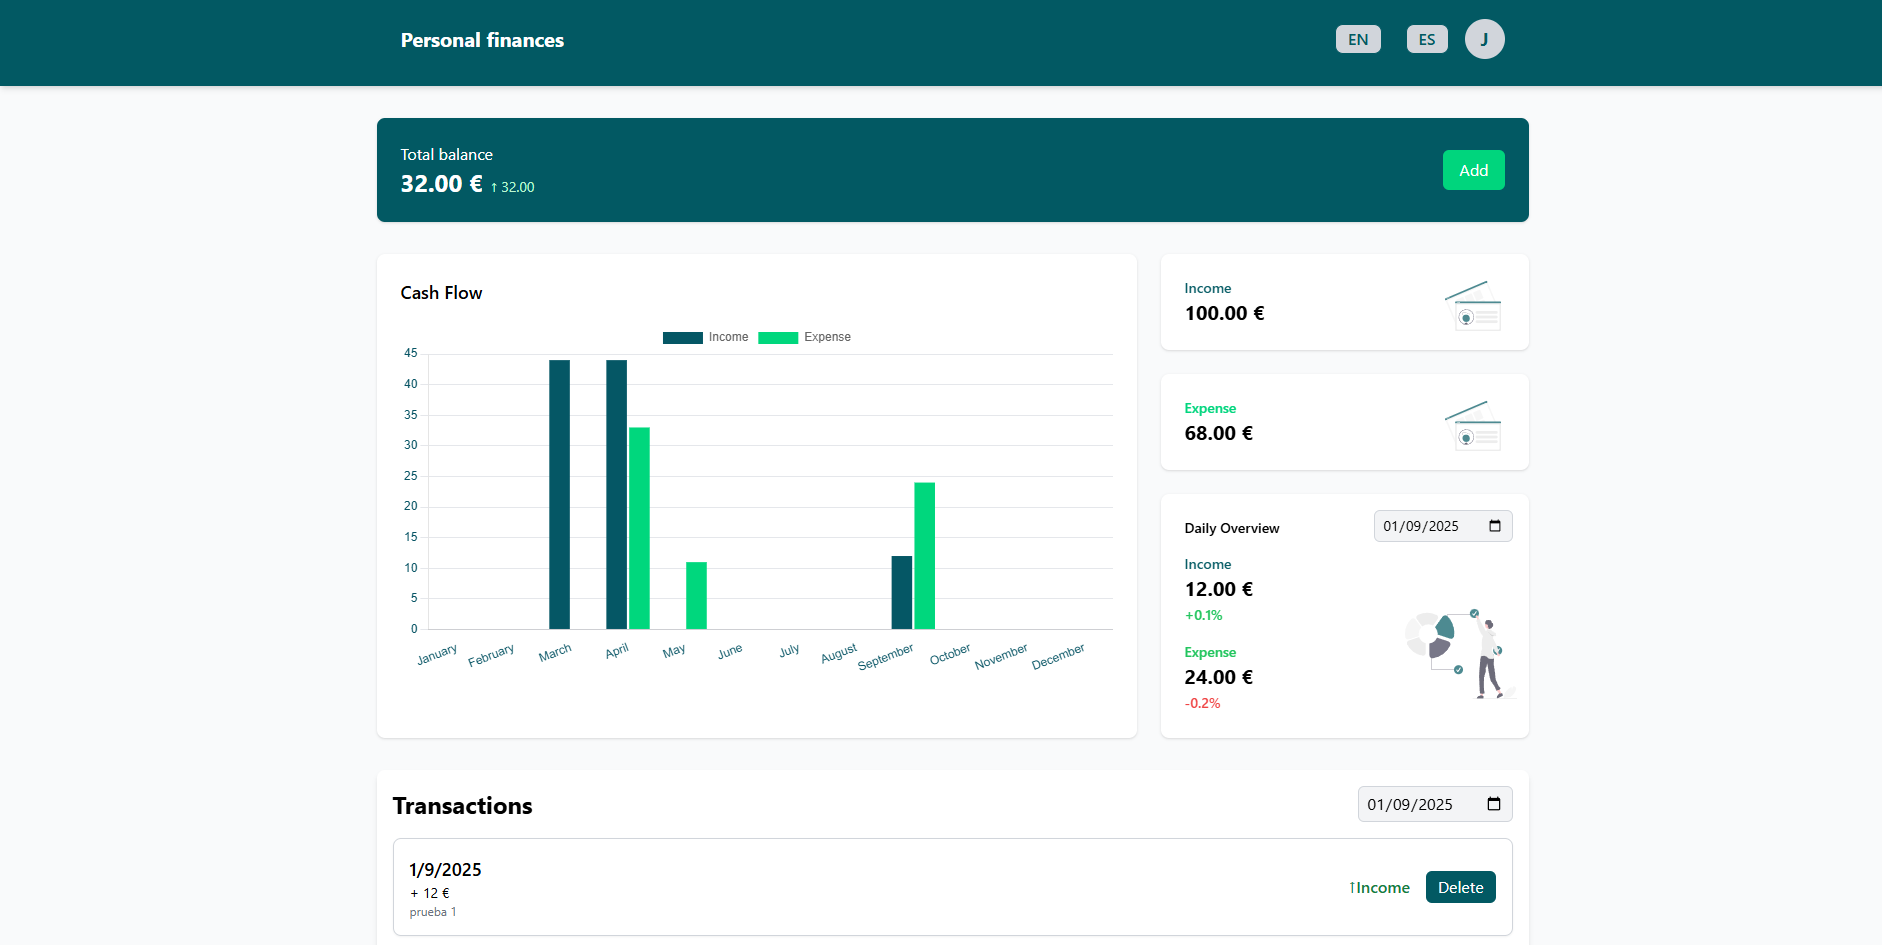 Personal finances
EN ES J
Total balance
32.00 € ↑ 32.00
Add
Cash Flow
Income Expense
45
40
35
30
25
20
15
10
5
0
January February March April May June July August September October November December
Income
100.00 €
Expense
68.00 €
Daily Overview 01/09/2025
Income
12.00 €
+0.1%
Expense
24.00 €
-0.2%
Transactions 01/09/2025
1/9/2025
+ 12 €
prueba 1
↑Income Delete